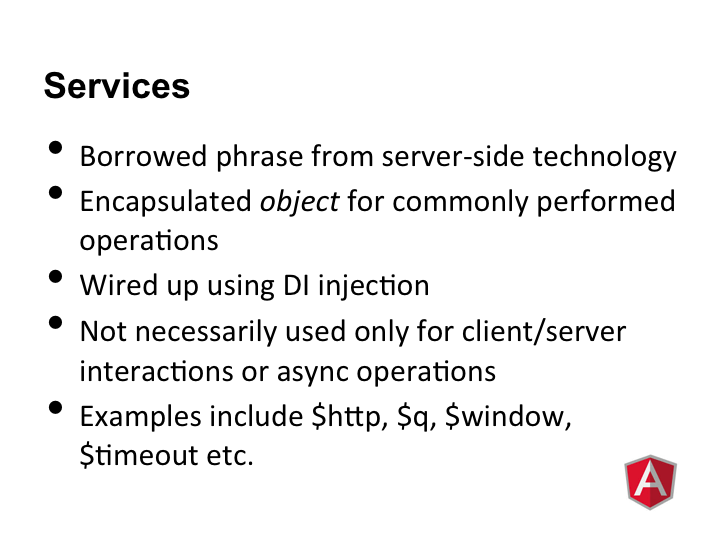 Services
• Borrowed phrase from server-side technology
• Encapsulated object for commonly performed
operations
• Wired up using DI injection
• Not necessarily used only for client/server
interactions or async operations
• Examples include $http, $q, $window,
$timeout etc.
A